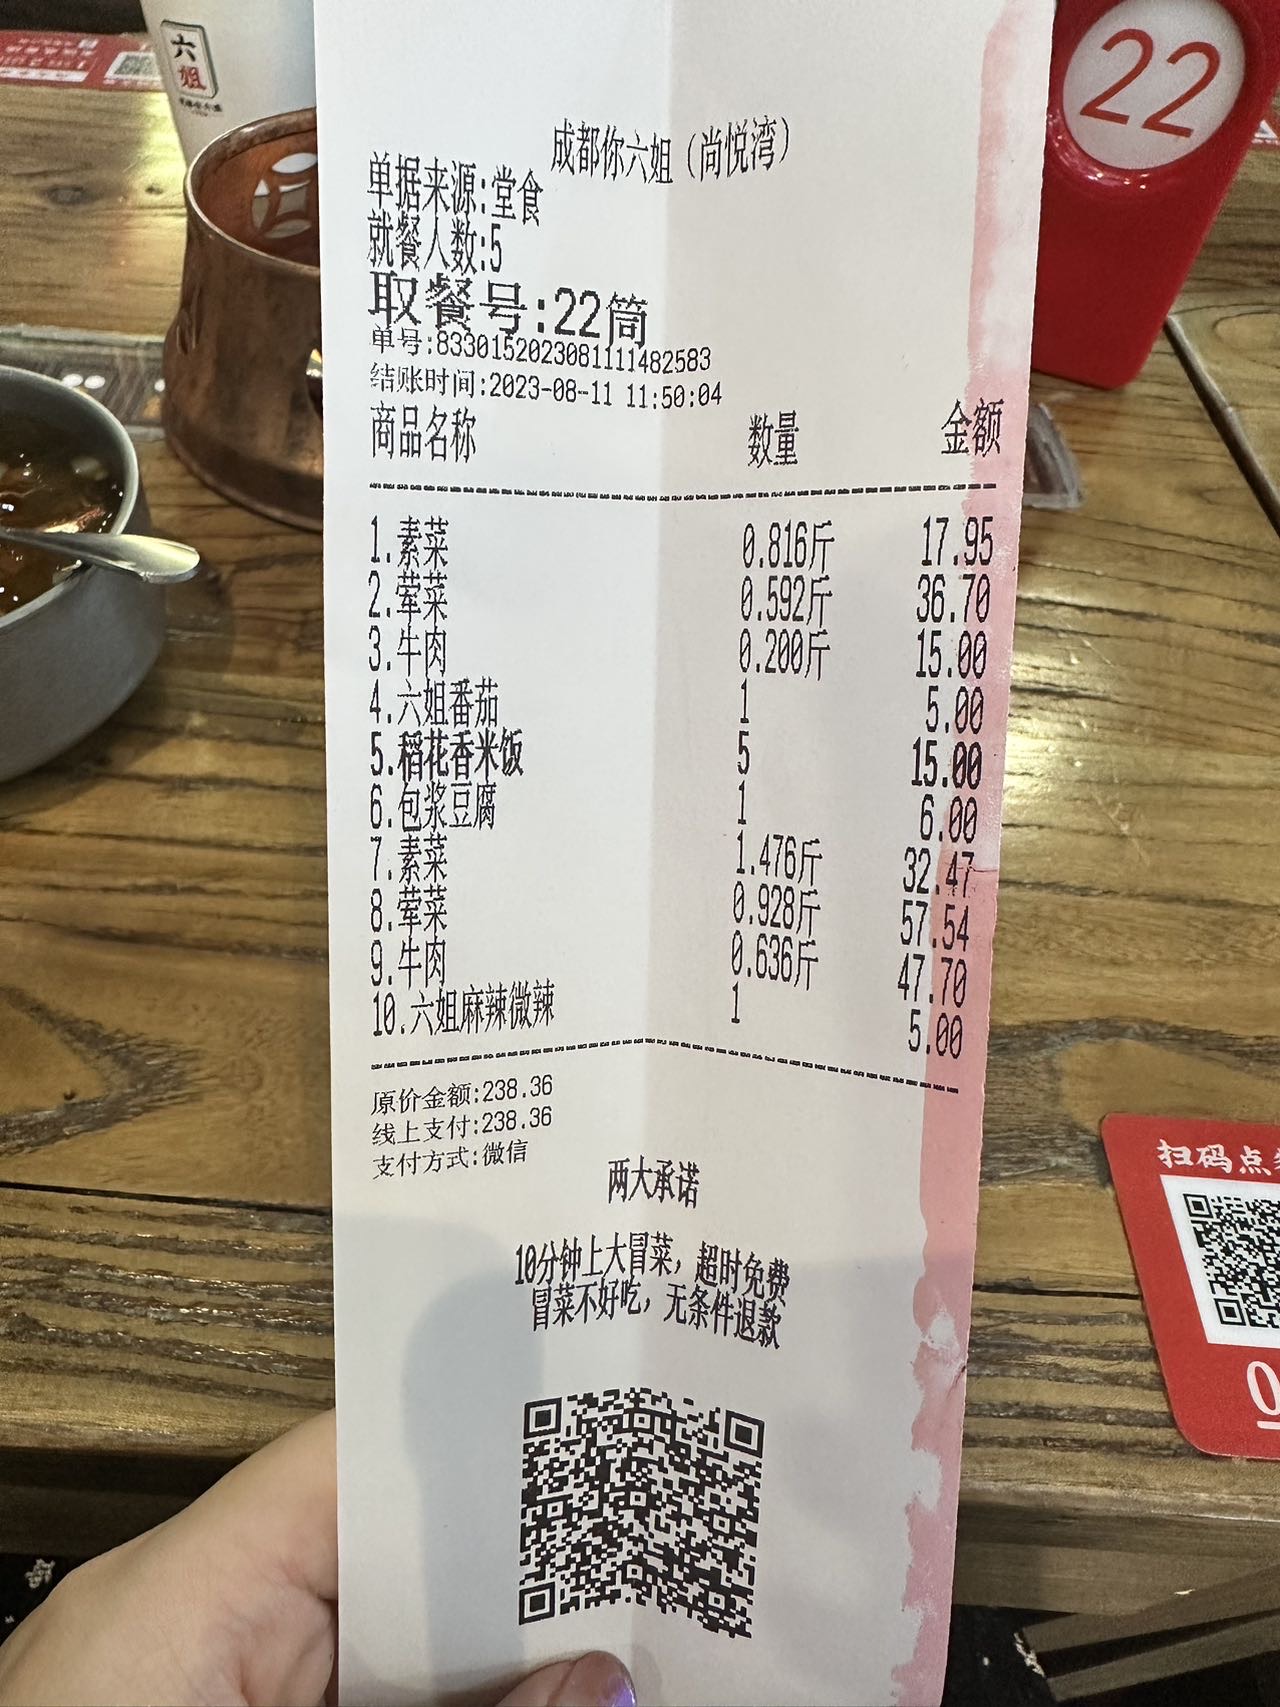 六
姐
22
成都你六姐（尚悦湾）
单据来源:堂食
就餐人数:5
取餐号:22筒
单号:8330152023081111482583
结账时间:2023-08-11 11:50:04
商品名称 数量 金额
1.素菜 0.816斤 17.95
2.荤菜 0.592斤 36.70
3.牛肉 0.200斤 15.00
4.六姐番茄 1 5.00
5.稻花香米饭 5 15.00
6.包浆豆腐 1 6.00
7.素菜 1.476斤 32.47
8.荤菜 0.928斤 57.54
9.牛肉 0.636斤 47.70
10.六姐麻辣微辣 1 5.00
原价金额:238.36
线上支付:238.36
支付方式:微信
两大承诺
10分钟上大冒菜，超时免费
冒菜不好吃，无条件退款
扫码点
0